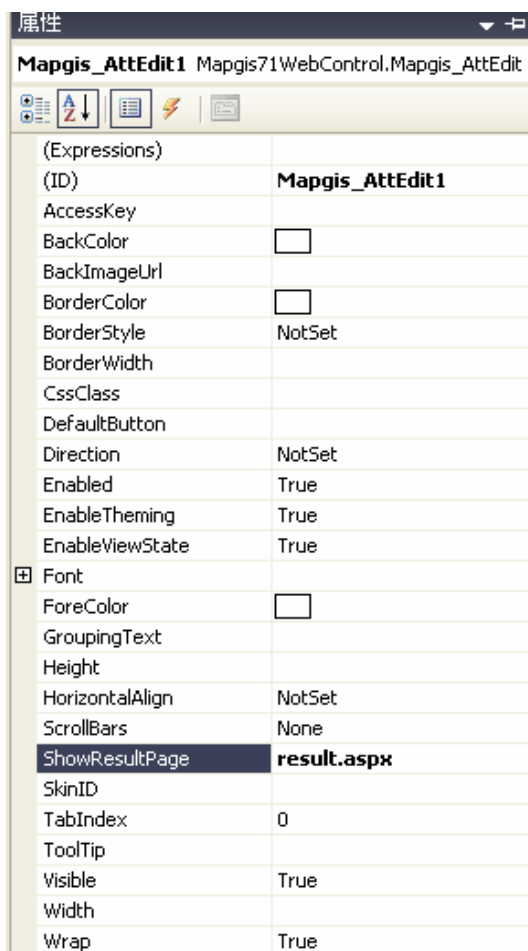 属性
Mapgis_AttEdit1 Mapgis71WebControl.Mapgis_AttEdit
(Expressions)
(ID) Mapgis_AttEdit1
AccessKey
BackColor
BackImageUrl
BorderColor
BorderStyle NotSet
BorderWidth
CssClass
DefaultButton
Direction NotSet
Enabled True
EnableTheming True
EnableViewState True
Font
ForeColor
GroupingText
Height
HorizontalAlign NotSet
ScrollBars None
ShowResultPage result.aspx
SkinID
TabIndex 0
ToolTip
Visible True
Width
Wrap True